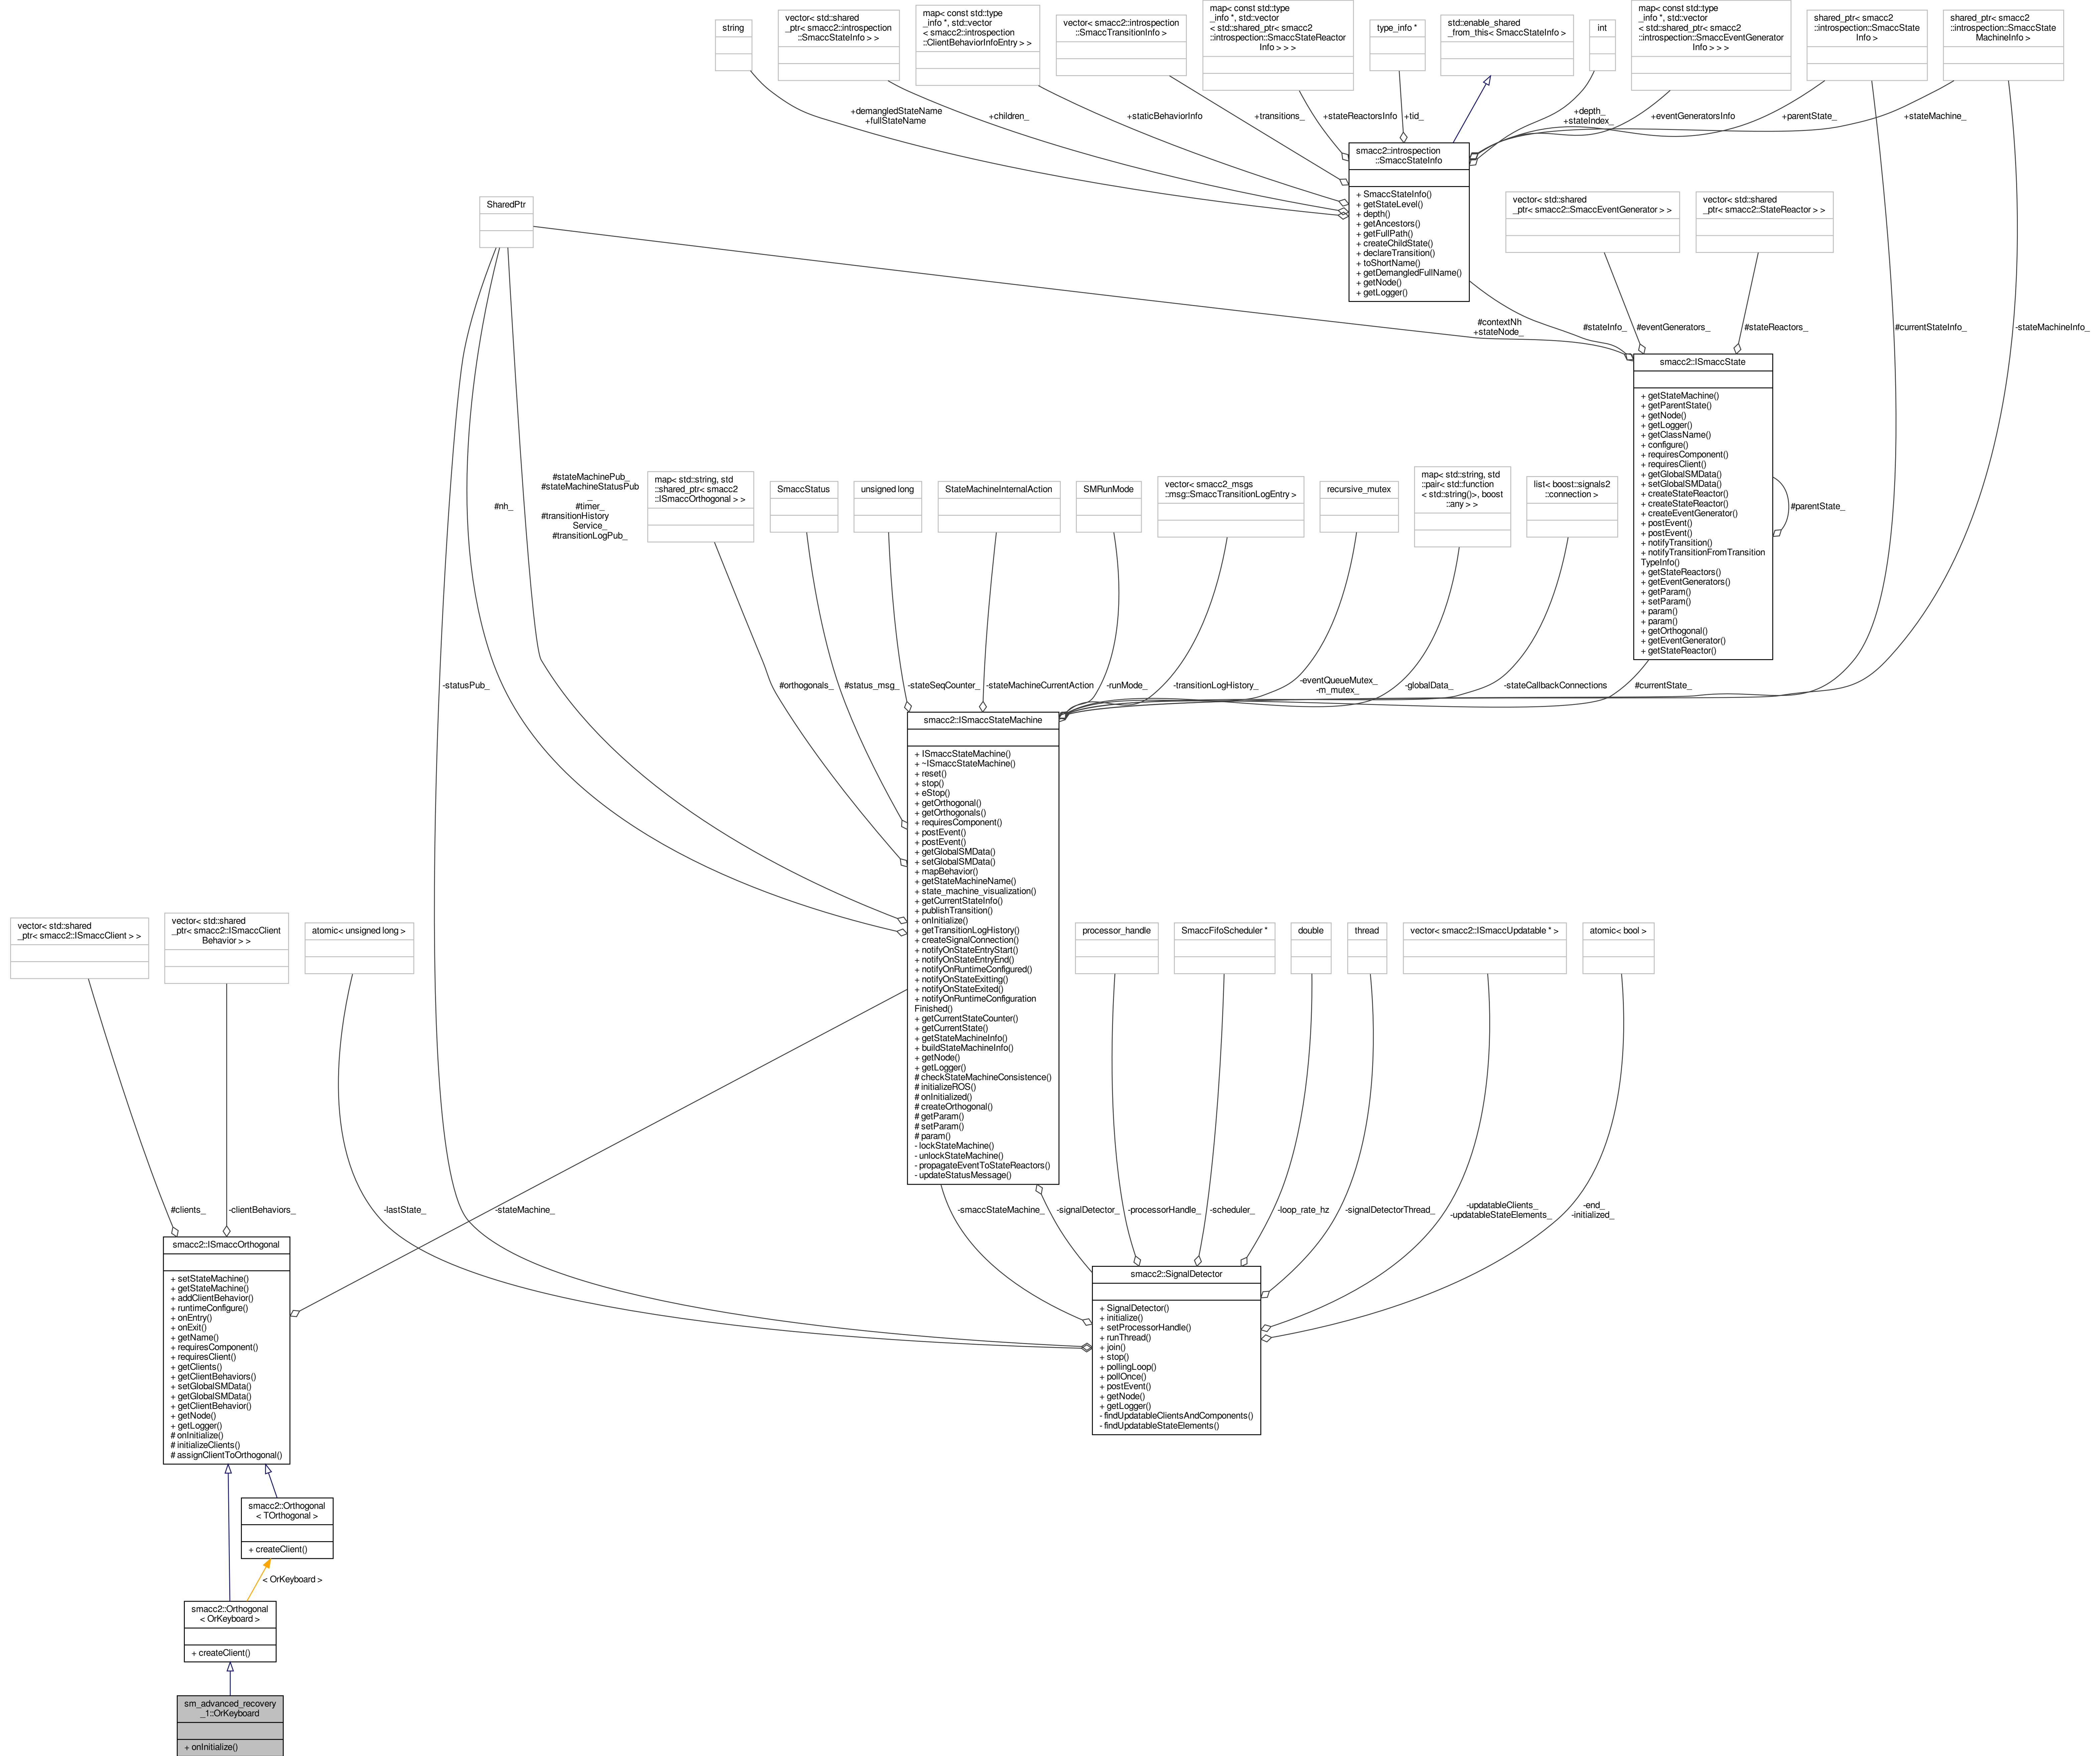 string
vector< std::shared
_ptr< smacc2::introspection
::SmaccStateInfo > >
map< const std::type
_info *, std::vector
< smacc2::introspection
::ClientBehaviorInfoEntry > >
vector< smacc2::introspection
::SmaccTransitionInfo >
map< const std::type
_info *, std::vector
< std::shared_ptr< smacc2
::introspection::SmaccStateReactor
Info > > >
type_info *
std::enable_shared
_from_this< SmaccStateInfo >
int
map< const std::type
_info *, std::vector
< std::shared_ptr< smacc2
::introspection::SmaccEventGenerator
Info > > >
shared_ptr< smacc2
::introspection::SmaccState
Info >
shared_ptr< smacc2
::introspection::SmaccState
MachineInfo >
+demangledStateName
+fullStateName
+children_
+staticBehaviorInfo
+transitions_
+stateReactorsInfo
+tid_
+depth_
+stateIndex_
+eventGeneratorsInfo
+parentState_
+stateMachine_
smacc2::introspection
::SmaccStateInfo
+ SmaccStateInfo()
+ getStateLevel()
+ depth()
+ getAncestors()
+ getFullPath()
+ createChildState()
+ declareTransition()
+ toShortName()
+ getDemangledFullName()
+ getNode()
+ getLogger()
SharedPtr
vector< std::shared
_ptr< smacc2::SmaccEventGenerator > >
vector< std::shared
_ptr< smacc2::StateReactor > >
#contextNh
+stateNode_
#stateInfo_
#eventGenerators_
#stateReactors_
#currentStateInfo_
-stateMachineInfo_
smacc2::ISmaccState
+ getStateMachine()
+ getParentState()
+ getNode()
+ getLogger()
+ getClassName()
+ configure()
+ requiresComponent()
+ requiresClient()
+ getGlobalSMData()
+ setGlobalSMData()
+ createStateReactor()
+ createStateReactor()
+ createEventGenerator()
+ postEvent()
+ postEvent()
+ notifyTransition()
+ notifyTransitionFromTransition
TypeInfo()
+ getStateReactors()
+ getEventGenerators()
+ getParam()
+ setParam()
+ param()
+ param()
+ getOrthogonal()
+ getEventGenerator()
+ getStateReactor()
#parentState_
#nh_
#stateMachinePub_
#stateMachineStatusPub
_
#timer_
#transitionHistory
Service_
#transitionLogPub_
map< std::string, std
::shared_ptr< smacc2
::ISmaccOrthogonal > >
SmaccStatus
unsigned long
StateMachineInternalAction
SMRunMode
vector< smacc2_msgs
::msg::SmaccTransitionLogEntry >
recursive_mutex
map< std::string, std
::pair< std::function
< std::string()>, boost
::any > >
list< boost::signals2
::connection >
-statusPub_
#orthogonals_
#status_msg_
-stateSeqCounter_
-stateMachineCurrentAction
-runMode_
-transitionLogHistory_
-eventQueueMutex_
-m_mutex_
-globalData_
-stateCallbackConnections
#currentState_
smacc2::ISmaccStateMachine
+ ISmaccStateMachine()
+ ~ISmaccStateMachine()
+ reset()
+ stop()
+ eStop()
+ getOrthogonal()
+ getOrthogonals()
+ requiresComponent()
+ postEvent()
+ postEvent()
+ getGlobalSMData()
+ setGlobalSMData()
+ mapBehavior()
+ getStateMachineName()
+ state_machine_visualization()
+ getCurrentStateInfo()
+ publishTransition()
+ onInitialize()
+ getTransitionLogHistory()
+ createSignalConnection()
+ notifyOnStateEntryStart()
+ notifyOnStateEntryEnd()
+ notifyOnRuntimeConfigured()
+ notifyOnStateExitting()
+ notifyOnStateExited()
+ notifyOnRuntimeConfiguration
Finished()
+ getCurrentStateCounter()
+ getCurrentState()
+ getStateMachineInfo()
+ buildStateMachineInfo()
+ getNode()
+ getLogger()
# checkStateMachineConsistence()
# initializeROS()
# onInitialized()
# createOrthogonal()
# getParam()
# setParam()
# param()
- lockStateMachine()
- unlockStateMachine()
- propagateEventToStateReactors()
- updateStatusMessage()
vector< std::shared
_ptr< smacc2::ISmaccClient > >
vector< std::shared
_ptr< smacc2::ISmaccClient
Behavior > >
atomic< unsigned long >
processor_handle
SmaccFifoScheduler *
double
thread
vector< smacc2::ISmaccUpdatable * >
atomic< bool >
#clients_
-clientBehaviors_
-lastState_
-stateMachine_
-smaccStateMachine_
-signalDetector_
-processorHandle_
-scheduler_
-loop_rate_hz
-signalDetectorThread_
-updatableClients_
-updatableStateElements_
-end_
-initialized_
smacc2::ISmaccOrthogonal
+ setStateMachine()
+ getStateMachine()
+ addClientBehavior()
+ runtimeConfigure()
+ onEntry()
+ onExit()
+ getName()
+ requiresComponent()
+ requiresClient()
+ getClients()
+ getClientBehaviors()
+ setGlobalSMData()
+ getGlobalSMData()
+ getClientBehavior()
+ getNode()
+ getLogger()
# onInitialize()
# initializeClients()
# assignClientToOrthogonal()
smacc2::SignalDetector
+ SignalDetector()
+ initialize()
+ setProcessorHandle()
+ runThread()
+ join()
+ stop()
+ pollingLoop()
+ pollOnce()
+ postEvent()
+ getNode()
+ getLogger()
- findUpdatableClientsAndComponents()
- findUpdatableStateElements()
smacc2::Orthogonal
< TOrthogonal >
+ createClient()
< OrKeyboard >
smacc2::Orthogonal
< OrKeyboard >
+ createClient()
sm_advanced_recovery
_1::OrKeyboard
+ onInitialize()